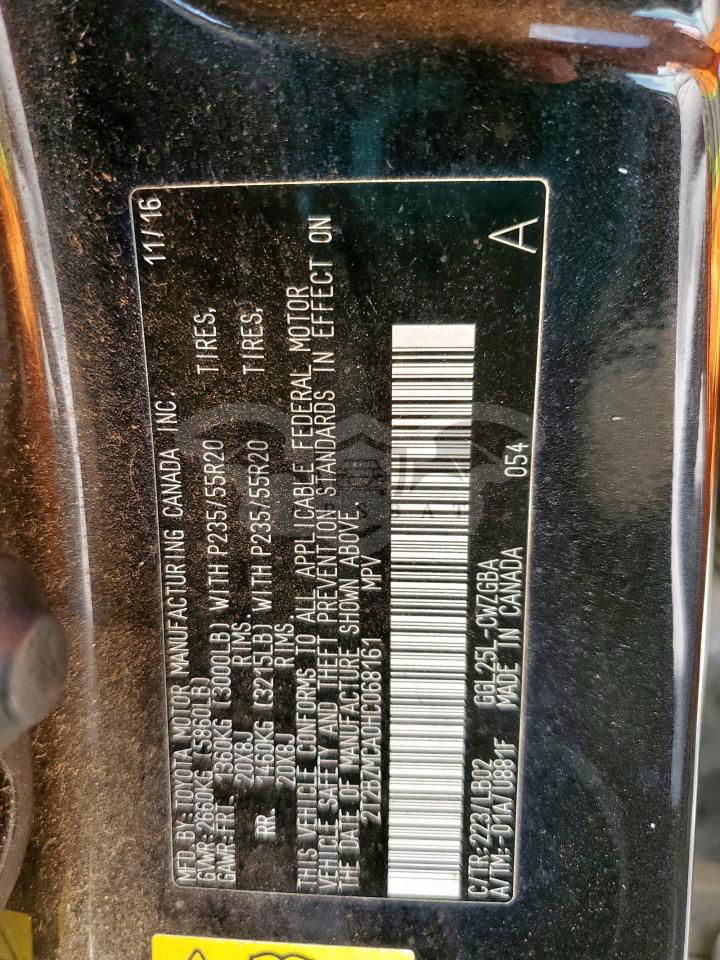 MFD BY: TOYOTA MOTOR MANUFACTURING CANADA INC. 11/16
GVWR: 2660KG (5860LB)
GAWR: FR- 1360KG (3000LB) WITH P235/55R20 TIRES,
20X8J RIMS,
RR. 1460KG (3215LB) WITH P235/55R20 TIRES,
20X8J RIMS.
THIS VEHICLE CONFORMS TO ALL APPLICABLE FEDERAL MOTOR
VEHICLE SAFETY AND THEFT PREVENTION STANDARDS IN EFFECT ON
THE DATE OF MANUFACTURE SHOWN ABOVE.
2T2BZMCA0HC068161 MPV
C/TR: 223/LB02 GGL25L-CWZGBA
A/TM: -01A/U881F MADE IN CANADA 054 A